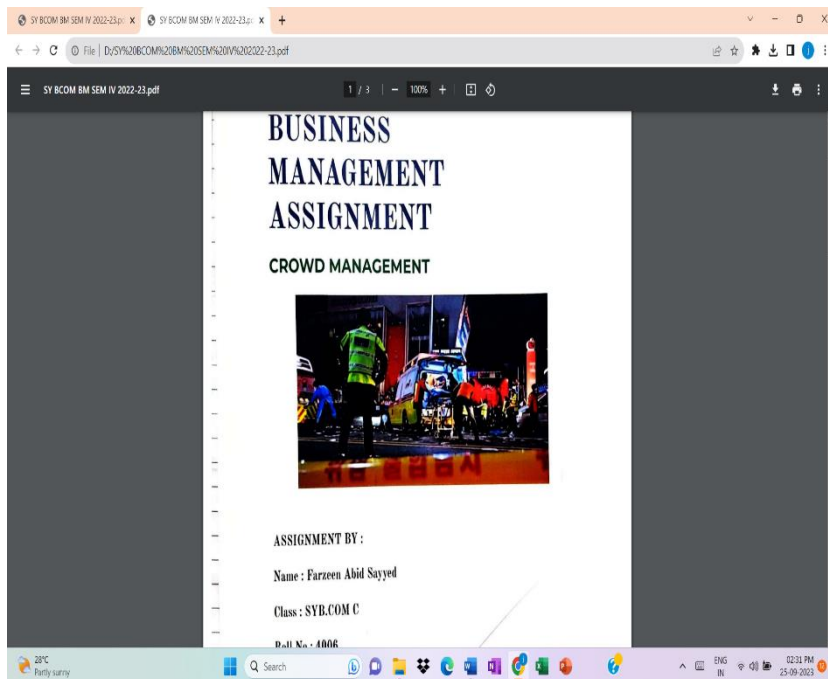 SY BCOM BM SEM IV 2022-23.p
SY BCOM BM SEM IV 2022-23.p
File | D:/SY%20BCOM%20BM%20SEM%20IV%202022-23.pdf
SY BCOM BM SEM IV 2022-23.pdf
1 / 3
100%
BUSINESS
MANAGEMENT
ASSIGNMENT
CROWD MANAGEMENT
ASSIGNMENT BY :
Name : Farzeen Abid Sayyed
Class : SYB.COM C
Roll No : 4006
28°C
Partly sunny
Search
ENG
IN
02:31 PM
25-09-2023